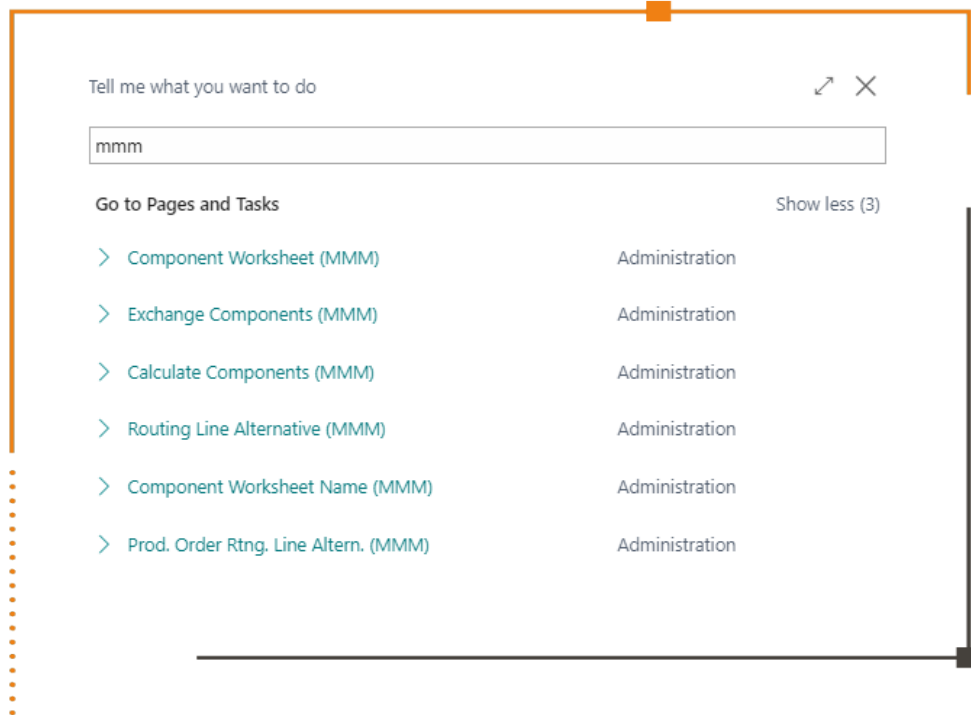 Tell me what you want to do
mmm
Go to Pages and Tasks Show less (3)
Component Worksheet (MMM) Administration
Exchange Components (MMM) Administration
Calculate Components (MMM) Administration
Routing Line Alternative (MMM) Administration
Component Worksheet Name (MMM) Administration
Prod. Order Rtng. Line Altern. (MMM) Administration